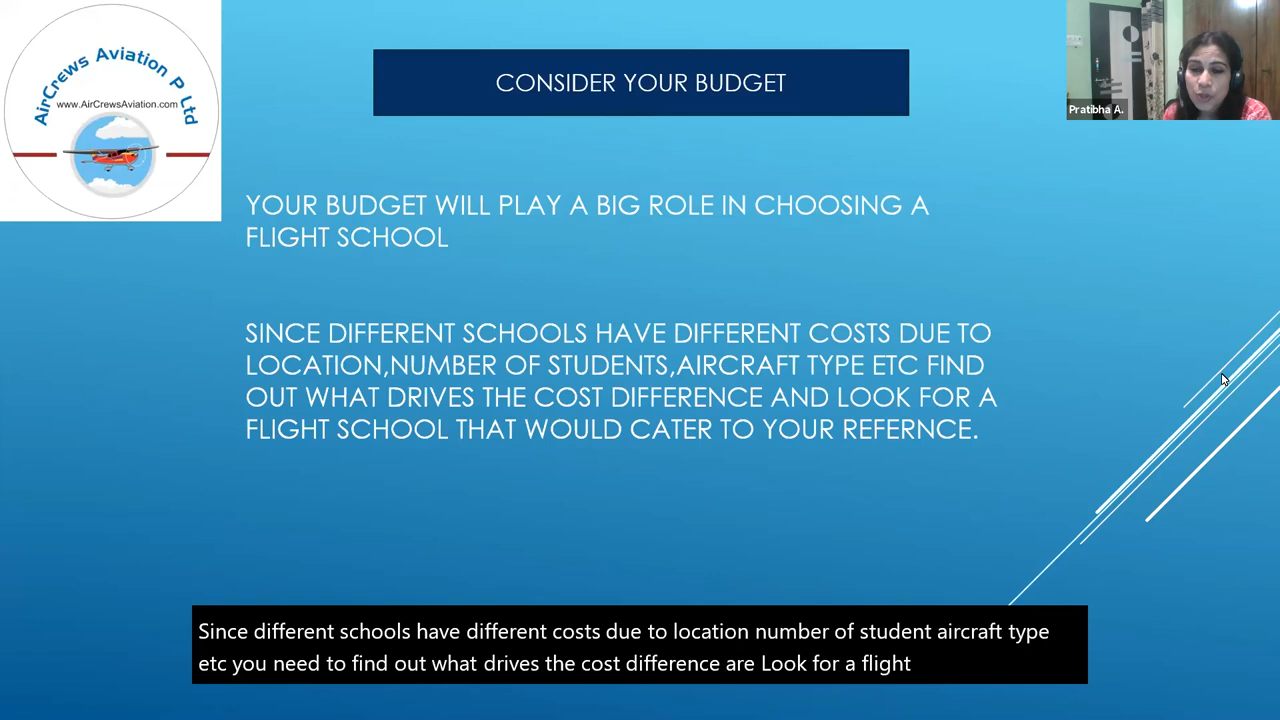 AirCrews Aviation P Ltd
www.AirCrewsAviation.com
CONSIDER YOUR BUDGET
Pratibha A.
YOUR BUDGET WILL PLAY A BIG ROLE IN CHOOSING A
FLIGHT SCHOOL
SINCE DIFFERENT SCHOOLS HAVE DIFFERENT COSTS DUE TO
LOCATION,NUMBER OF STUDENTS,AIRCRAFT TYPE ETC FIND
OUT WHAT DRIVES THE COST DIFFERENCE AND LOOK FOR A
FLIGHT SCHOOL THAT WOULD CATER TO YOUR REFERNCE.
Since different schools have different costs due to location number of student aircraft type
etc you need to find out what drives the cost difference are Look for a flight